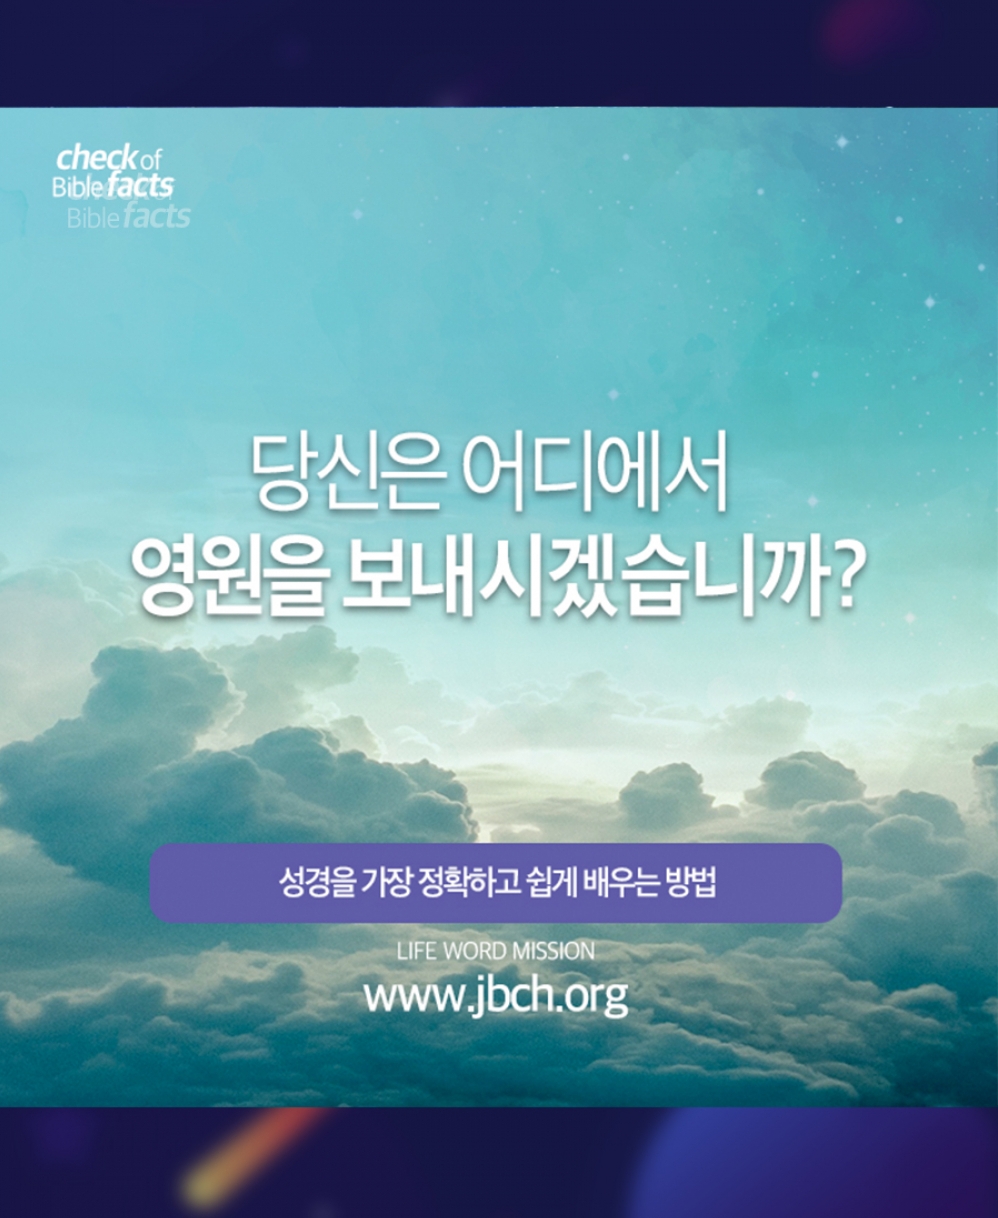 check of
Bible facts
Bible facts
당신은 어디에서
영원을 보내시겠습니까?
성경을 가장 정확하고 쉽게 배우는 방법
LIFE WORD MISSION
www.jbch.org